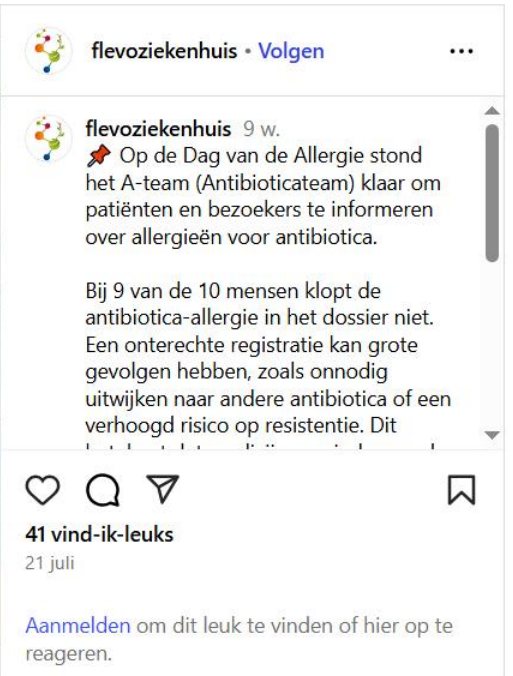 flevoziekenhuis • Volgen
flevoziekenhuis 9 w.
📌 Op de Dag van de Allergie stond
het A-team (Antibioticateam) klaar om
patiënten en bezoekers te informeren
over allergieën voor antibiotica.
Bij 9 van de 10 mensen klopt de
antibiotica-allergie in het dossier niet.
Een onterechte registratie kan grote
gevolgen hebben, zoals onnodig
uitwijken naar andere antibiotica of een
verhoogd risico op resistentie. Dit
41 vind-ik-leuks
21 juli
Aanmelden om dit leuk te vinden of hier op te
reageren.